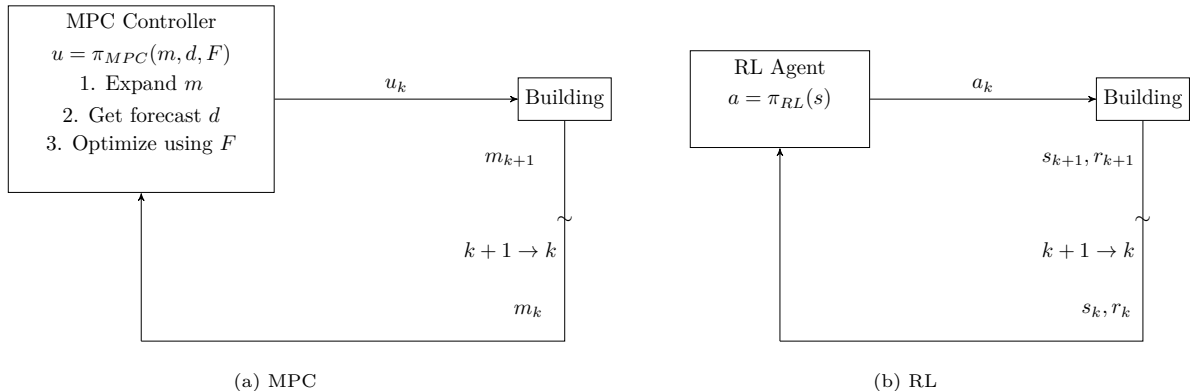 MPC Controller
u = π_{MPC}(m, d, F)
1. Expand m
2. Get forecast d
3. Optimize using F
u_k
Building
m_{k+1}
∼
k + 1 → k
m_k
(a) MPC
RL Agent
a = π_{RL}(s)
a_k
Building
s_{k+1}, r_{k+1}
∼
k + 1 → k
s_k, r_k
(b) RL